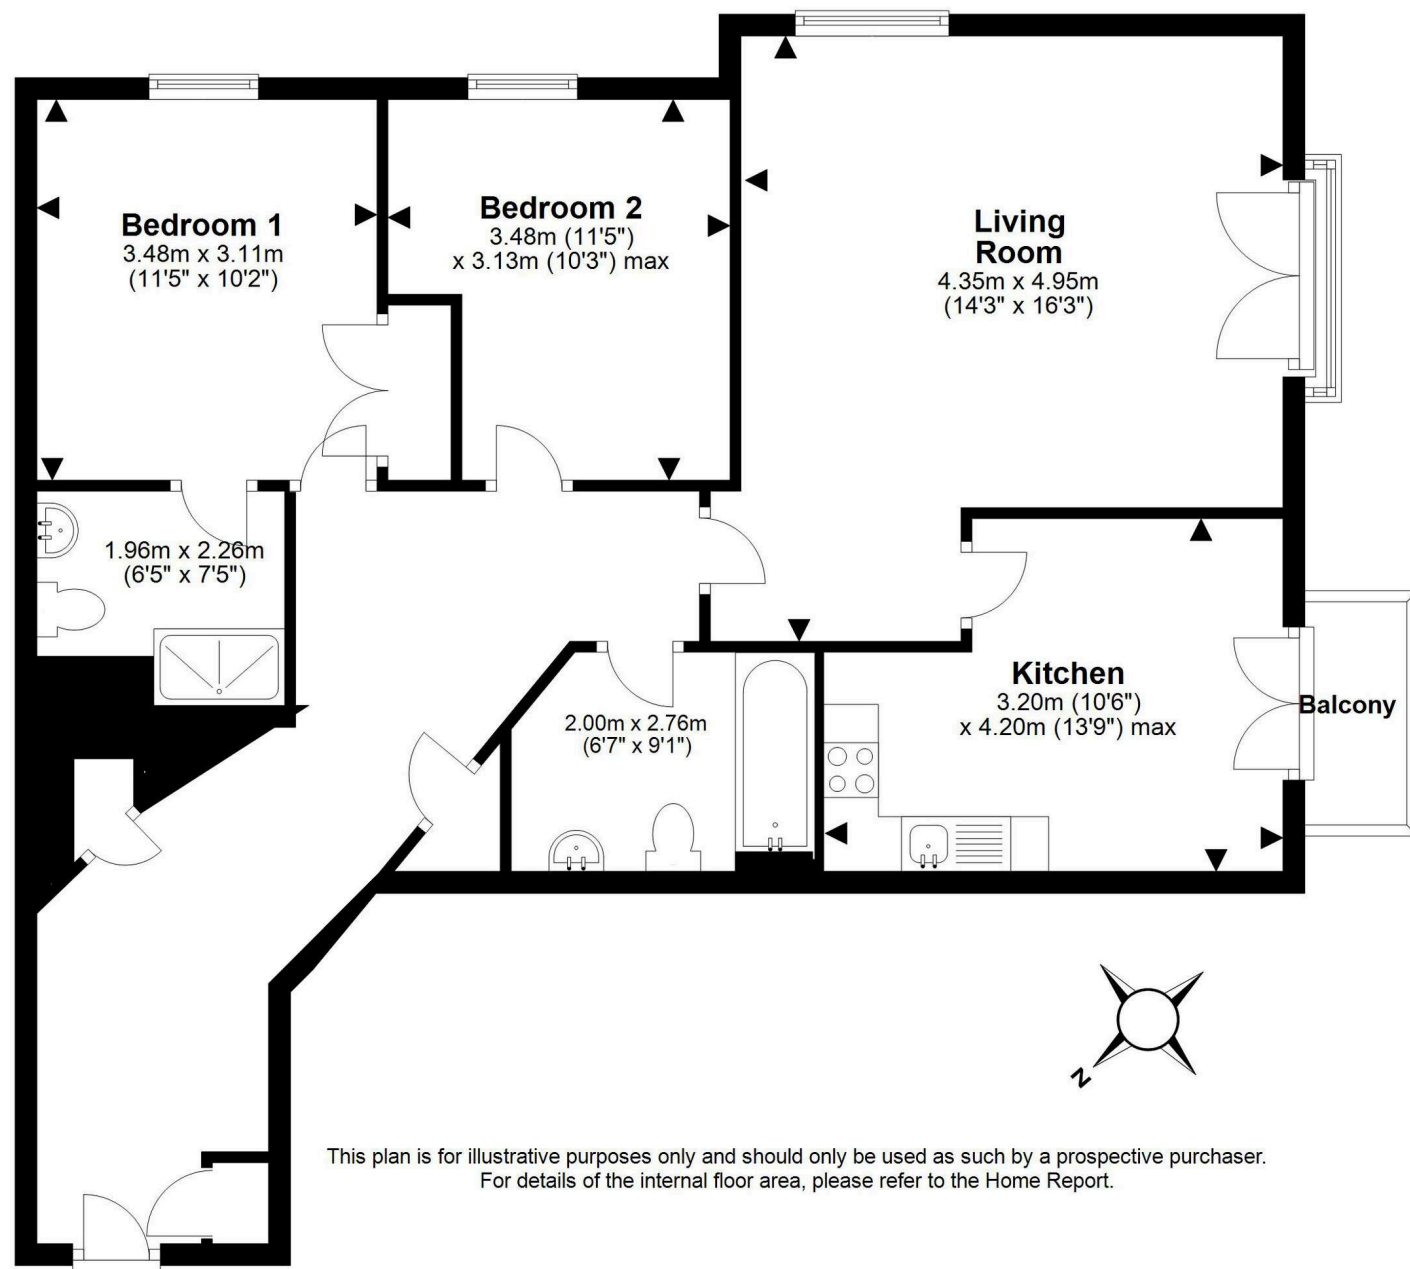 Bedroom 1
3.48m x 3.11m
(11'5" x 10'2")
Bedroom 2
3.48m (11'5")
x 3.13m (10'3") max
Living
Room
4.35m x 4.95m
(14'3" x 16'3")
1.96m x 2.26m
(6'5" x 7'5")
2.00m x 2.76m
(6'7" x 9'1")
Kitchen
3.20m (10'6")
x 4.20m (13'9") max
Balcony
N
This plan is for illustrative purposes only and should only be used as such by a prospective purchaser.
For details of the internal floor area, please refer to the Home Report.